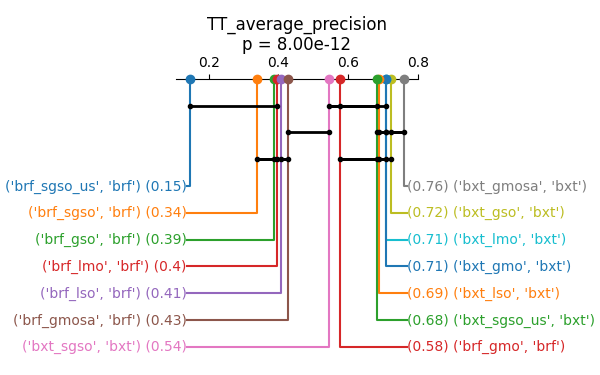 TT_average_precision
p = 8.00e-12
0.2 0.4 0.6 0.8
('brf_sgso_us', 'brf') (0.15)
('brf_sgso', 'brf') (0.34)
('brf_gso', 'brf') (0.39)
('brf_lmo', 'brf') (0.4)
('brf_lso', 'brf') (0.41)
('brf_gmosa', 'brf') (0.43)
('bxt_sgso', 'bxt') (0.54)
(0.76) ('bxt_gmosa', 'bxt')
(0.72) ('bxt_gso', 'bxt')
(0.71) ('bxt_lmo', 'bxt')
(0.71) ('bxt_gmo', 'bxt')
(0.69) ('bxt_lso', 'bxt')
(0.68) ('bxt_sgso_us', 'bxt')
(0.58) ('brf_gmo', 'brf')